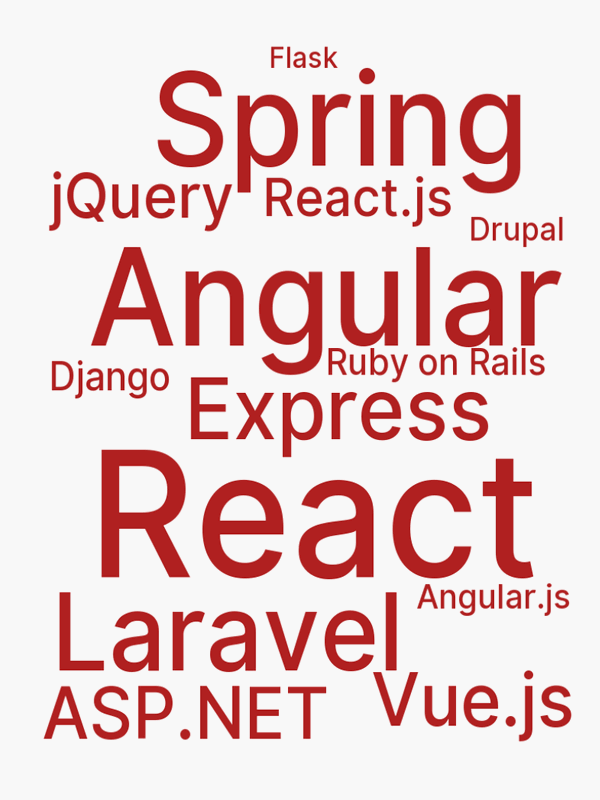 Flask
Spring
jQuery React.js
Drupal
Angular
Ruby on Rails
Django
Express
React
Angular.js
Laravel
Vue.js
ASP.NET